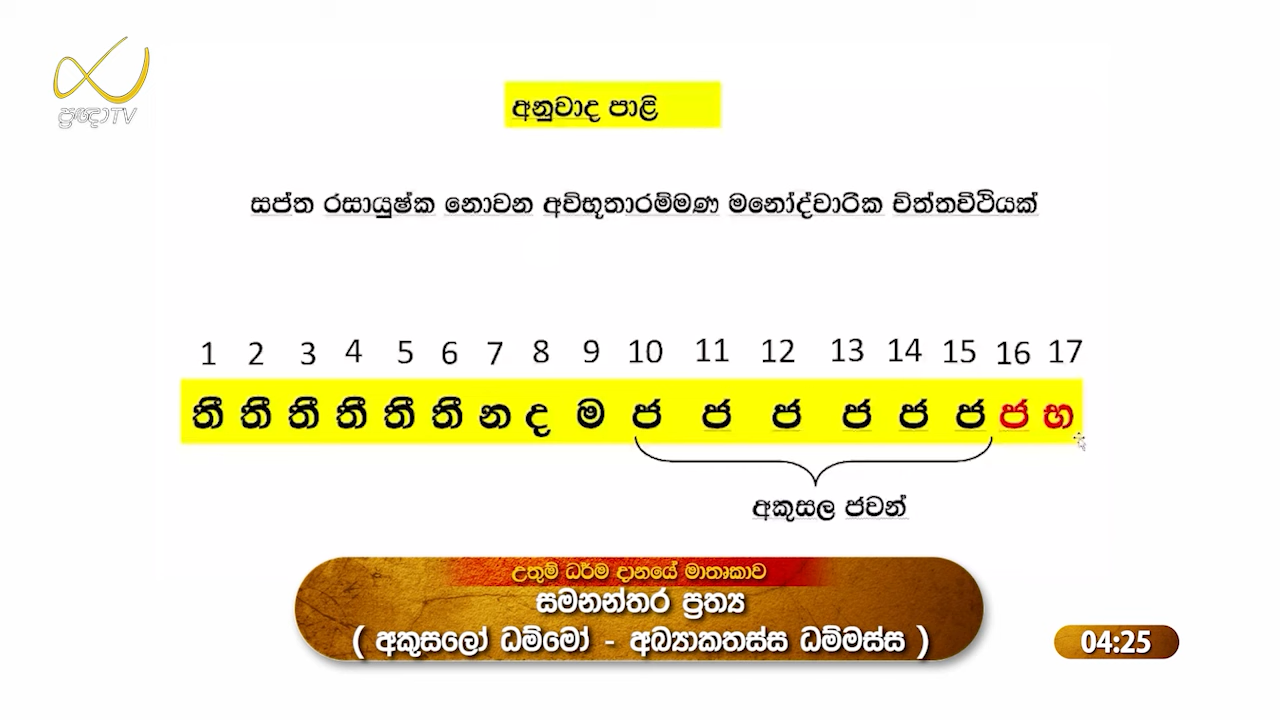 ප්‍රඥාTV
අනුවාද පාළි
සප්ත රසායුෂ්ක නොවන අවිභූතාරම්මණ මනෝද්වාරික චිත්තවීථියක්
1 2 3 4 5 6 7 8 9 10 11 12 13 14 15 16 17
තී තී තී තී තී තී න ද ම ජ ජ ජ ජ ජ ජ ජ භ
අකුසල ජවන්
උතුම් ධර්ම දානයේ මාතෘකාව
සමනන්තර ප්‍රත්‍ය
( අකුසලෝ ධම්මෝ - අබ්‍යාකතස්ස ධම්මස්ස )
04:25